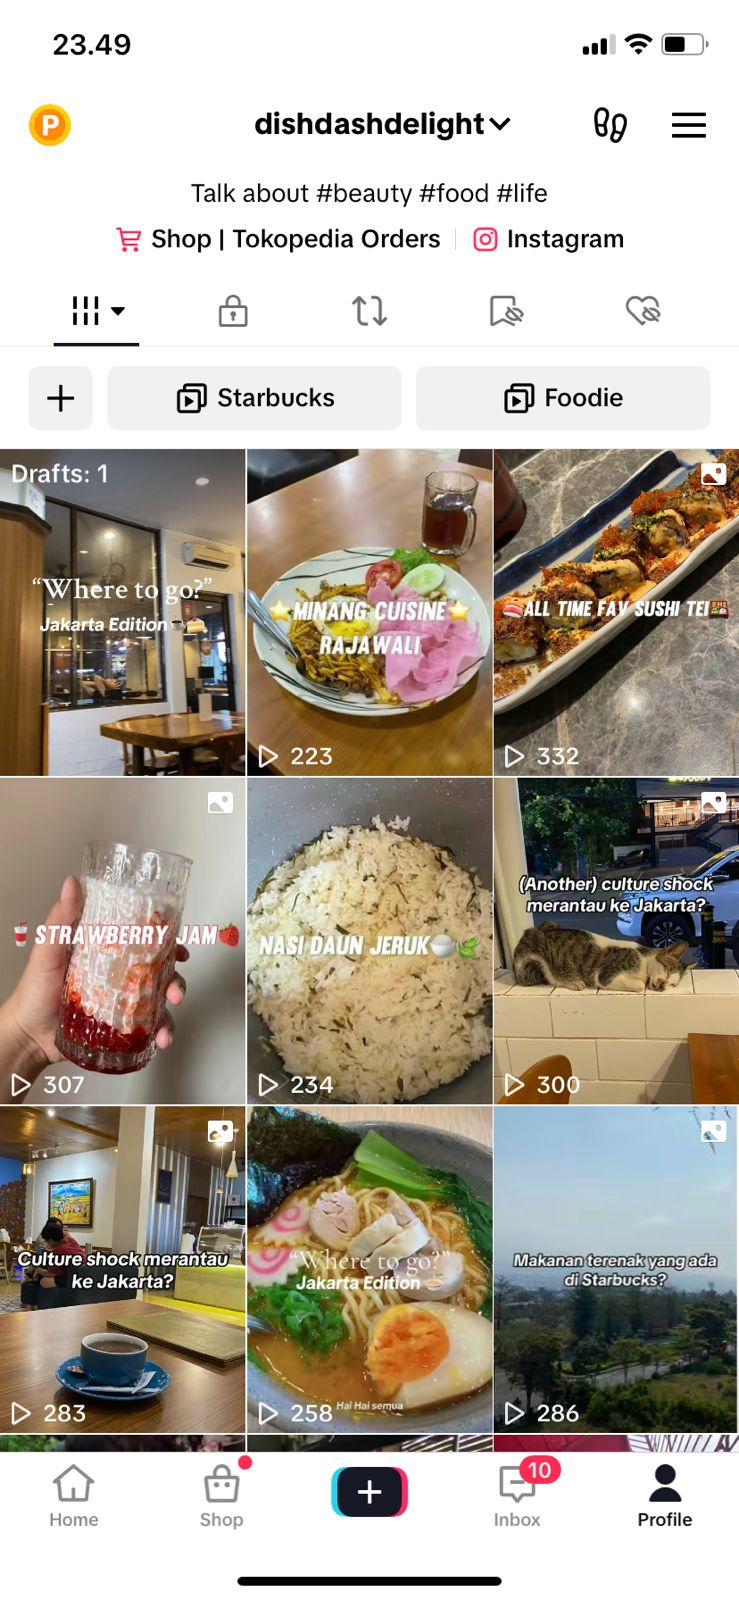 23.49
P
dishdashdelight
Talk about #beauty #food #life
Shop | Tokopedia Orders
Instagram
Starbucks
Foodie
Drafts: 1
“Where to go?”
Jakarta Edition
MINANG CUISINE
RAJAWALI
223
ALL TIME FAV SUSHI TEI
332
STRAWBERRY JAM
307
NASI DAUN JERUK
234
(Another) culture shock
merantau ke Jakarta?
300
Culture shock merantau
ke Jakarta?
283
“Where to go?”
Jakarta Edition
Hai Hai semua
258
Makanan terenak yang ada
di Starbucks?
286
Home
Shop
10
Inbox
Profile